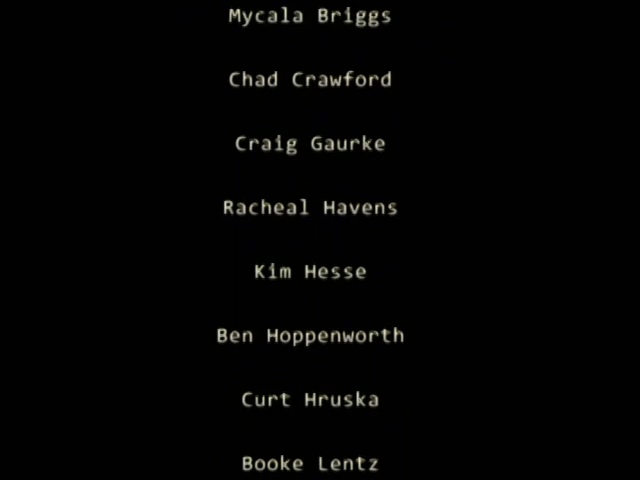 Mycala Briggs
Chad Crawford
Craig Gaurke
Racheal Havens
Kim Hesse
Ben Hoppenworth
Curt Hruska
Booke Lentz